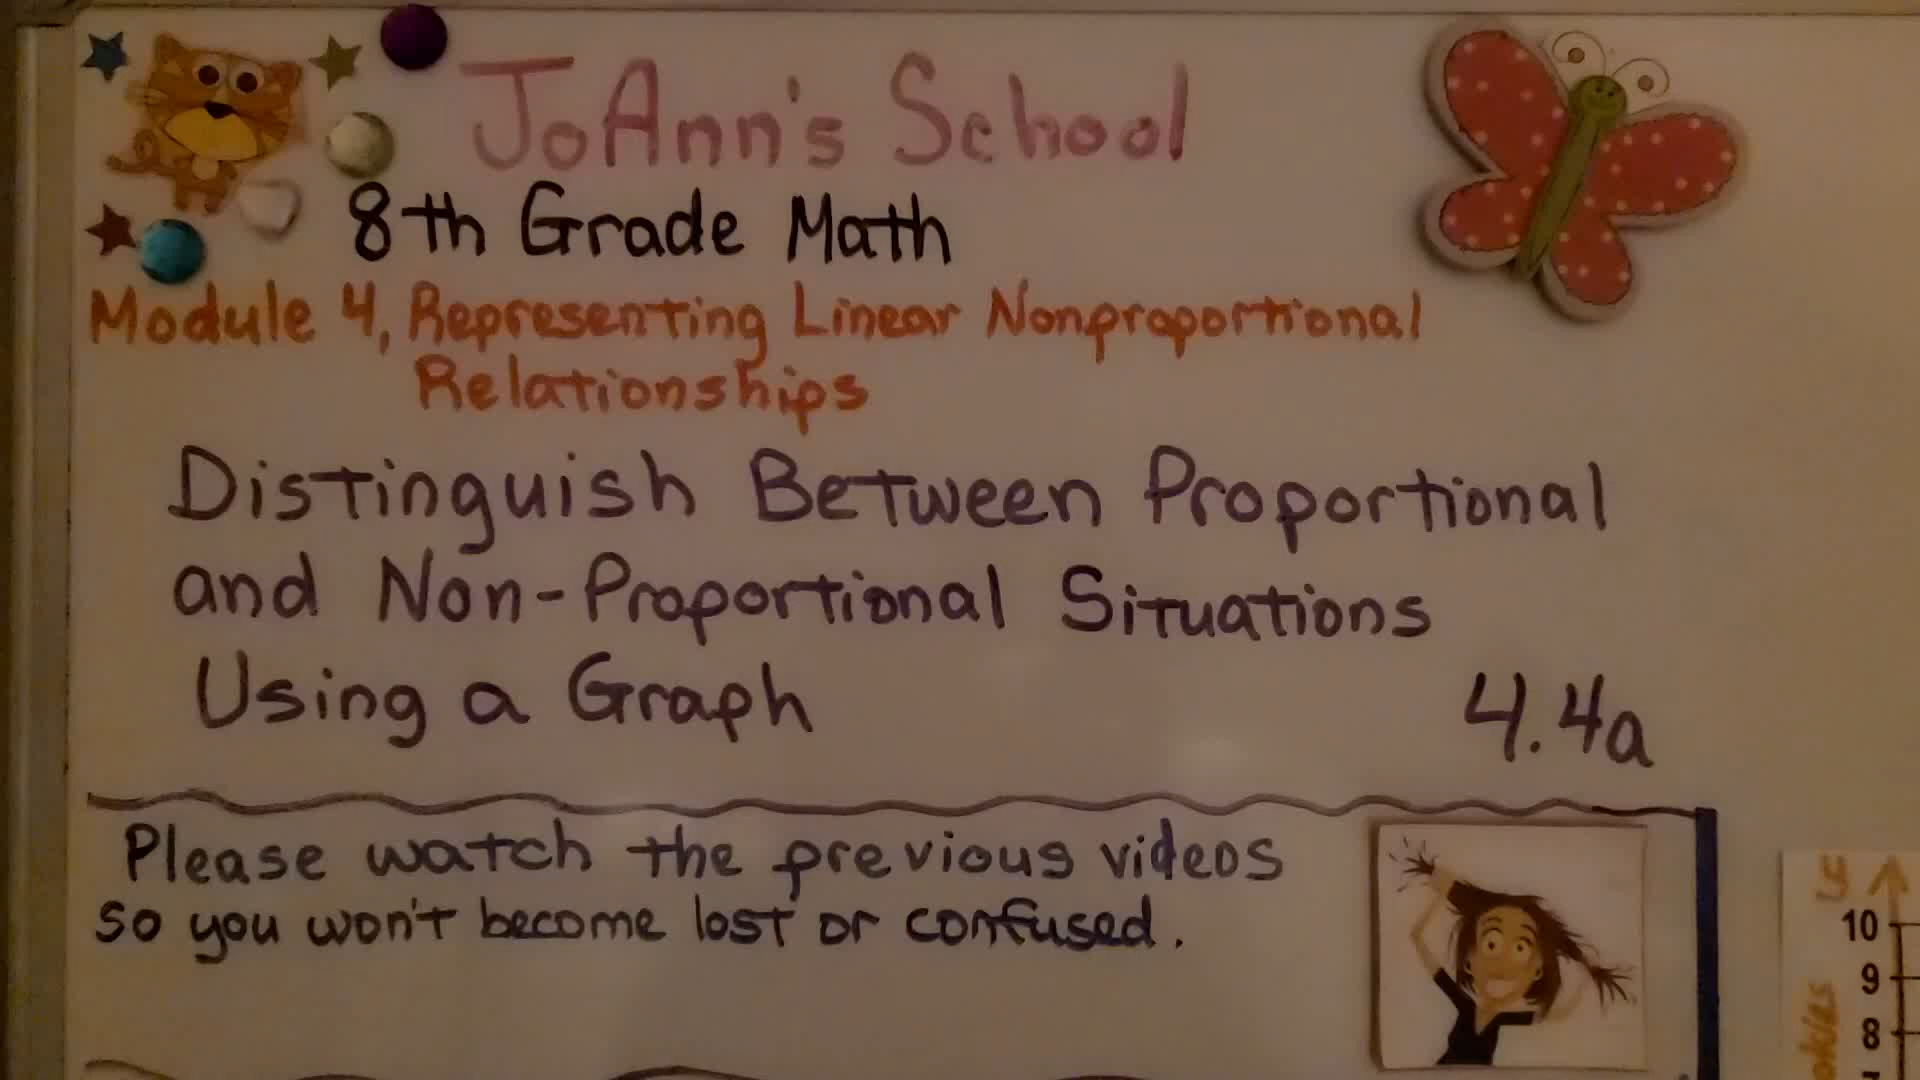 JoAnn's School
8th Grade Math
Module 4, Representing Linear Nonproportional
Relationships
Distinguish Between Proportional
and Non-Proportional Situations
Using a Graph
4.4a
Please watch the previous videos
so you won't become lost or confused.
y
10
9
8